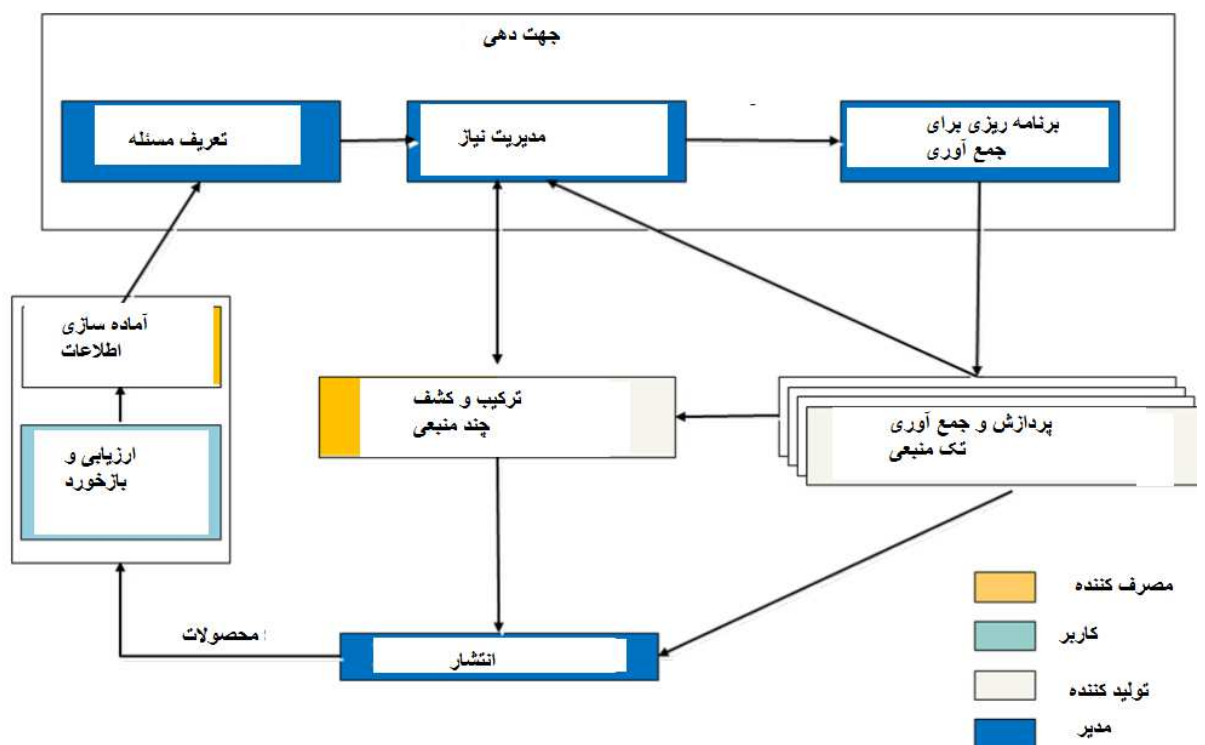 جهت دهی
تعریف مسئله
مدیریت نیاز
برنامه ریزی برای
جمع آوری
آماده سازی
اطلاعات
ترکیب و کشف
چند منبعی
پردازش و جمع آوری
تک منبعی
ارزیابی و
بازخورد
محصولات :
انتشار
مصرف کننده
کاربر
تولید کننده
مدیر